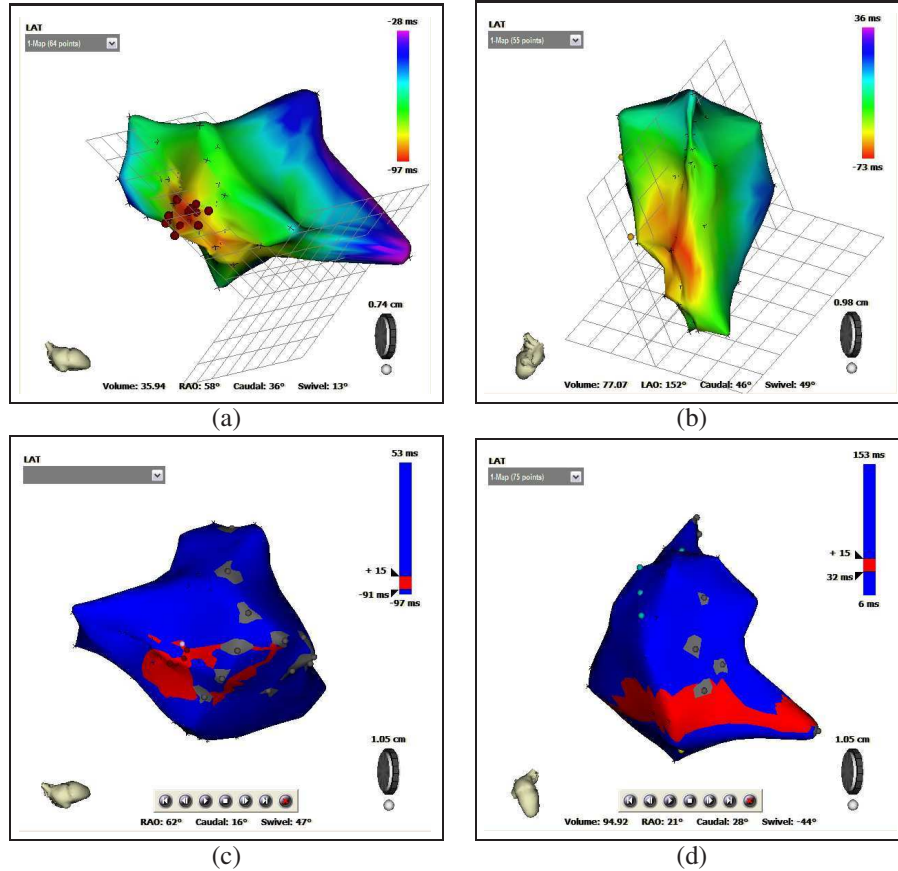 LAT
1-Map (64 points)
-28 ms
-97 ms
0.74 cm
Volume: 35.94 RAO: 58° Caudal: 36° Swivel: 13°
(a)
LAT
1-Map (55 points)
36 ms
-73 ms
0.98 cm
Volume: 77.07 LAO: 152° Caudal: 46° Swivel: 49°
(b)
LAT
53 ms
+ 15
-91 ms
-97 ms
1.05 cm
RAO: 62° Caudal: 16° Swivel: 47°
(c)
LAT
1-Map (75 points)
153 ms
+ 15
32 ms
6 ms
1.05 cm
Volume: 94.92 RAO: 21° Caudal: 28° Swivel: -44°
(d)